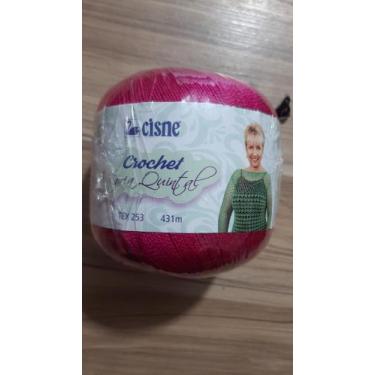 cisne
Crochet
Quintal
TEX 253 431m